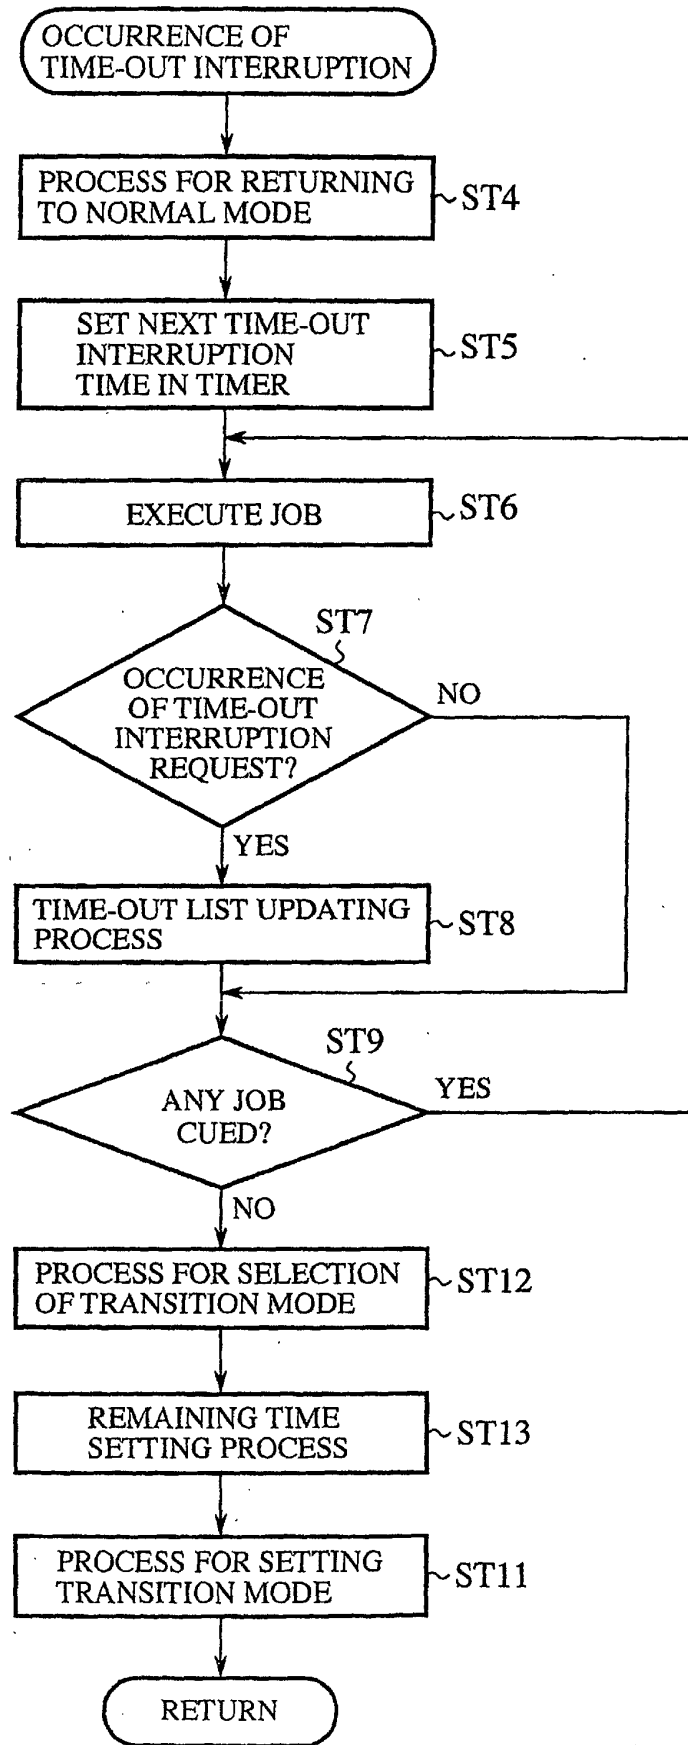 OCCURRENCE OF
TIME-OUT INTERRUPTION
PROCESS FOR RETURNING
TO NORMAL MODE
ST4
SET NEXT TIME-OUT
INTERRUPTION
TIME IN TIMER
ST5
EXECUTE JOB
ST6
ST7
OCCURRENCE
OF TIME-OUT
INTERRUPTION
REQUEST?
NO
YES
TIME-OUT LIST UPDATING
PROCESS
ST8
ST9
ANY JOB
CUED?
YES
NO
PROCESS FOR SELECTION
OF TRANSITION MODE
ST12
REMAINING TIME
SETTING PROCESS
ST13
PROCESS FOR SETTING
TRANSITION MODE
ST11
RETURN